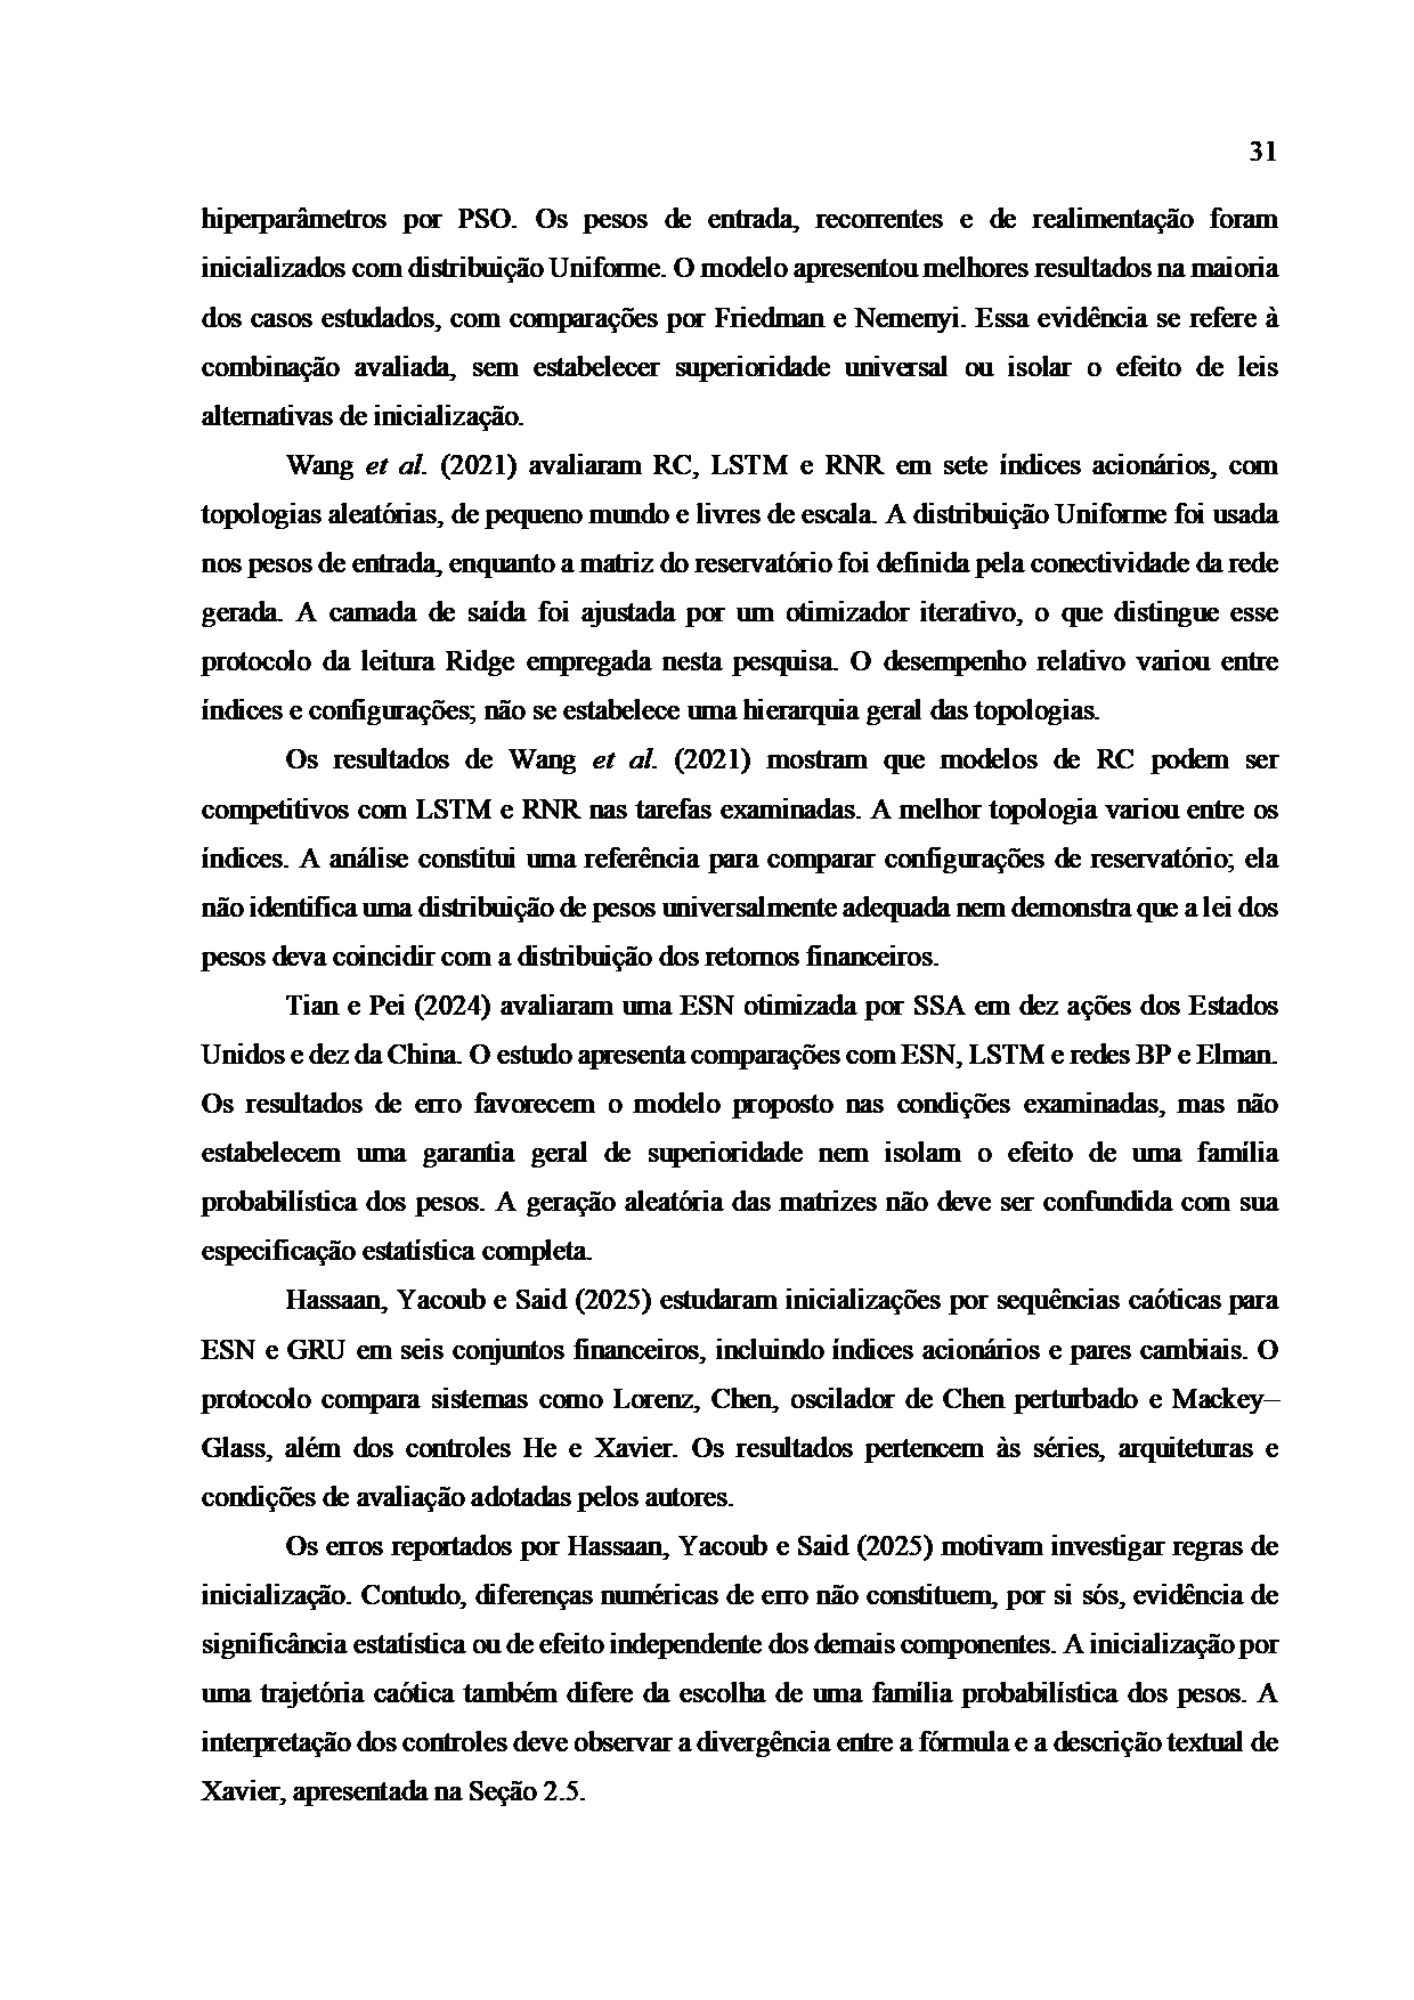 31
hiperparâmetros por PSO. Os pesos de entrada, recorrentes e de realimentação foram
inicializados com distribuição Uniforme. O modelo apresentou melhores resultados na maioria
dos casos estudados, com comparações por Friedman e Nemenyi. Essa evidência se refere à
combinação avaliada, sem estabelecer superioridade universal ou isolar o efeito de leis
alternativas de inicialização.
Wang et al. (2021) avaliaram RC, LSTM e RNR em sete índices acionários, com
topologias aleatórias, de pequeno mundo e livres de escala. A distribuição Uniforme foi usada
nos pesos de entrada, enquanto a matriz do reservatório foi definida pela conectividade da rede
gerada. A camada de saída foi ajustada por um otimizador iterativo, o que distingue esse
protocolo da leitura Ridge empregada nesta pesquisa. O desempenho relativo variou entre
índices e configurações; não se estabelece uma hierarquia geral das topologias.
Os resultados de Wang et al. (2021) mostram que modelos de RC podem ser
competitivos com LSTM e RNR nas tarefas examinadas. A melhor topologia variou entre os
índices. A análise constitui uma referência para comparar configurações de reservatório; ela
não identifica uma distribuição de pesos universalmente adequada nem demonstra que a lei dos
pesos deva coincidir com a distribuição dos retornos financeiros.
Tian e Pei (2024) avaliaram uma ESN otimizada por SSA em dez ações dos Estados
Unidos e dez da China. O estudo apresenta comparações com ESN, LSTM e redes BP e Elman.
Os resultados de erro favorecem o modelo proposto nas condições examinadas, mas não
estabelecem uma garantia geral de superioridade nem isolam o efeito de uma família
probabilística dos pesos. A geração aleatória das matrizes não deve ser confundida com sua
especificação estatística completa.
Hassaan, Yacoub e Said (2025) estudaram inicializações por sequências caóticas para
ESN e GRU em seis conjuntos financeiros, incluindo índices acionários e pares cambiais. O
protocolo compara sistemas como Lorenz, Chen, oscilador de Chen perturbado e Mackey–
Glass, além dos controles He e Xavier. Os resultados pertencem às séries, arquiteturas e
condições de avaliação adotadas pelos autores.
Os erros reportados por Hassaan, Yacoub e Said (2025) motivam investigar regras de
inicialização. Contudo, diferenças numéricas de erro não constituem, por si sós, evidência de
significância estatística ou de efeito independente dos demais componentes. A inicialização por
uma trajetória caótica também difere da escolha de uma família probabilística dos pesos. A
interpretação dos controles deve observar a divergência entre a fórmula e a descrição textual de
Xavier, apresentada na Seção 2.5.